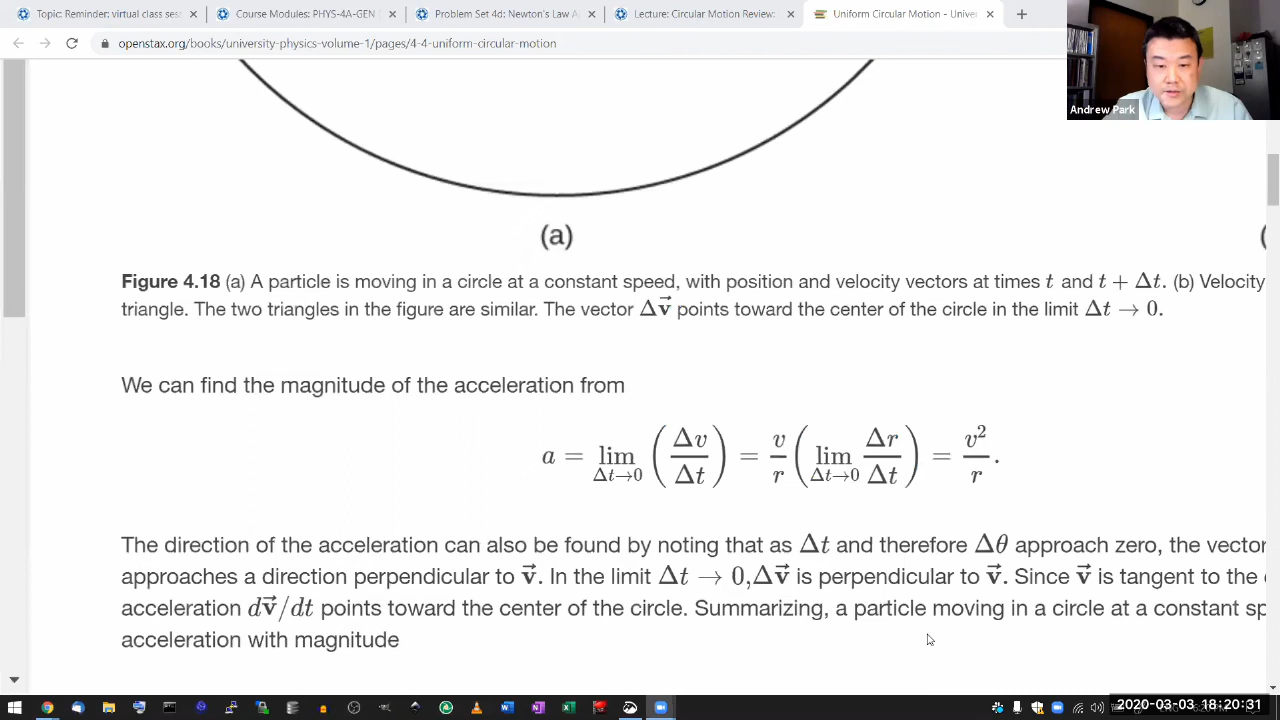 Topic: Reminder: virtual class ses
Course Modules: PHYS-4A-GEN
Problem Set 4d: Newton's Law A
Lecture: Circular Motion Review:
Uniform Circular Motion - Unive
openstax.org/books/university-physics-volume-1/pages/4-4-uniform-circular-motion
Andrew Park
(a)
(
Figure 4.18 (a) A particle is moving in a circle at a constant speed, with position and velocity vectors at times t and t + Δt. (b) Velocity
triangle. The two triangles in the figure are similar. The vector Δv⃗ points toward the center of the circle in the limit Δt → 0.
We can find the magnitude of the acceleration from
a = lim Δt→0 (Δv/Δt) = v/r (lim Δt→0 Δr/Δt) = v²/r.
The direction of the acceleration can also be found by noting that as Δt and therefore Δθ approach zero, the vector
approaches a direction perpendicular to v⃗. In the limit Δt → 0,Δv⃗ is perpendicular to v⃗. Since v⃗ is tangent to the
acceleration dv⃗/dt points toward the center of the circle. Summarizing, a particle moving in a circle at a constant sp
acceleration with magnitude
2020-03-03 18:20:31